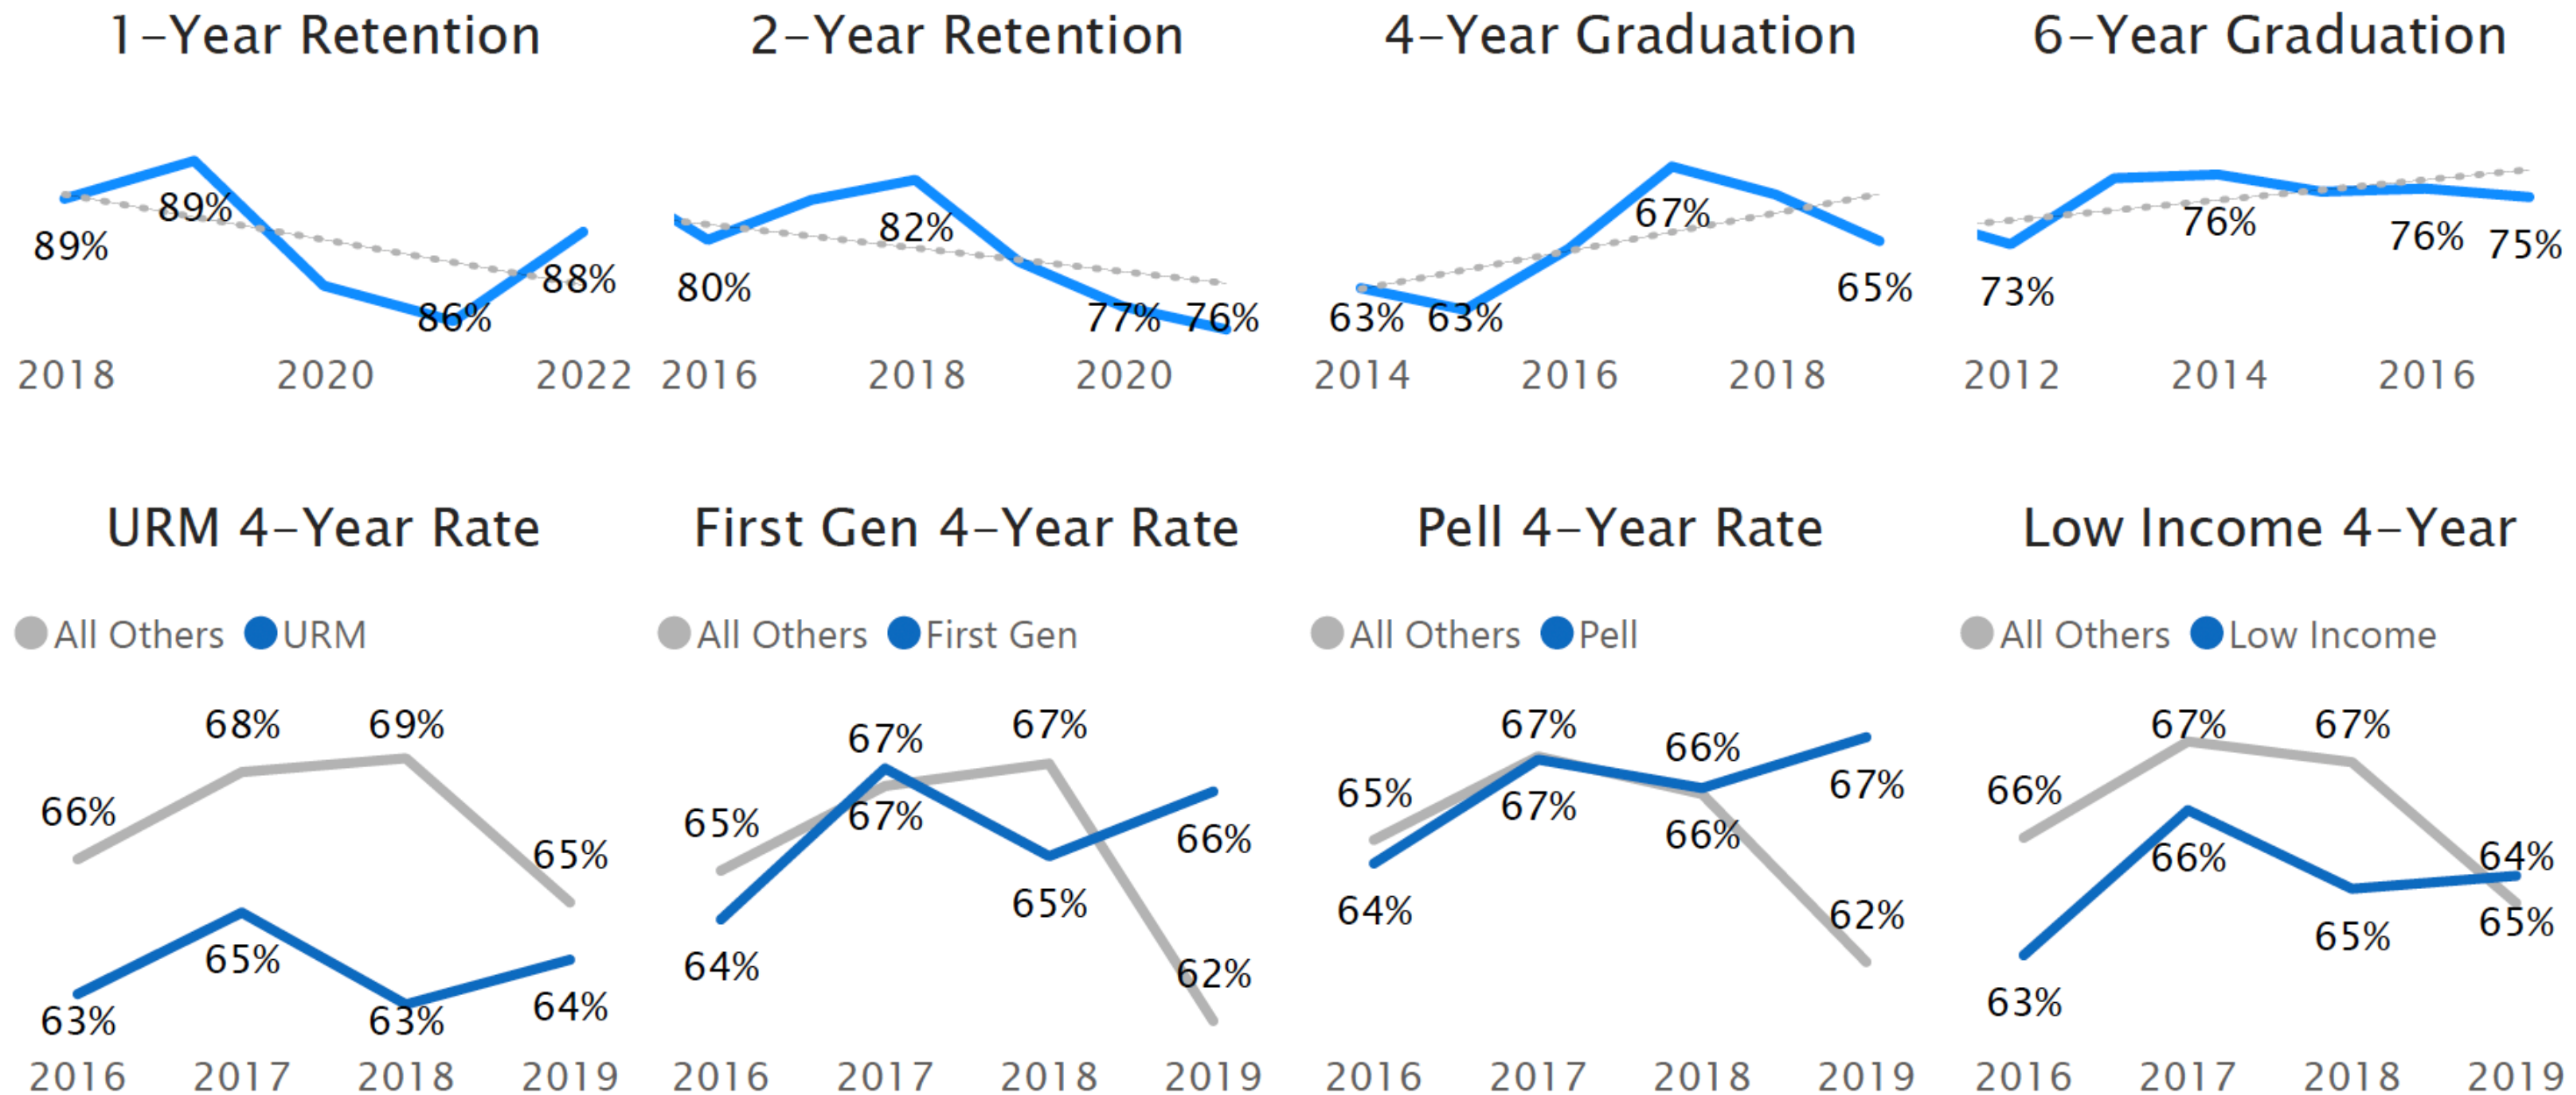 1-Year Retention
89%
89%
86%
88%
2018 2020 2022
2-Year Retention
80%
82%
77%
76%
2016 2018 2020
4-Year Graduation
63%
63%
67%
65%
2014 2016 2018
6-Year Graduation
73%
76%
76%
75%
2012 2014 2016
URM 4-Year Rate
All Others URM
66%
68%
69%
65%
63%
65%
63%
64%
2016 2017 2018 2019
First Gen 4-Year Rate
All Others First Gen
65%
67%
67%
62%
64%
67%
65%
66%
2016 2017 2018 2019
Pell 4-Year Rate
All Others Pell
65%
67%
66%
62%
64%
67%
66%
67%
2016 2017 2018 2019
Low Income 4-Year
All Others Low Income
66%
67%
67%
64%
63%
66%
65%
65%
2016 2017 2018 2019